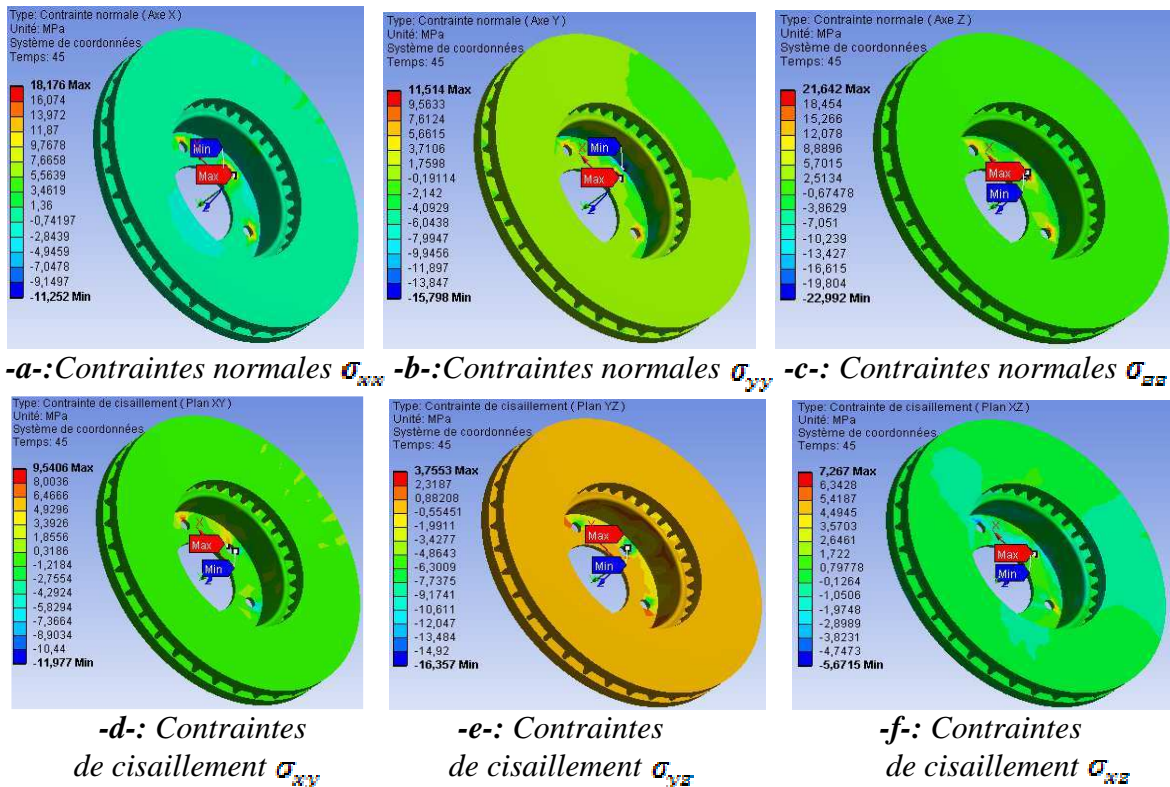 Type: Contrainte normale ( Axe X )
Unité: MPa
Système de coordonnées
Temps: 45
18,176 Max
16,074
13,972
11,87
9,7678
7,6658
5,5639
3,4619
1,36
-0,74197
-2,8439
-4,9459
-7,0478
-9,1497
-11,252 Min
Min
X
Max
Z
-a-:Contraintes normales σxx
Type: Contrainte normale ( Axe Y )
Unité: MPa
Système de coordonnées
Temps: 45
11,514 Max
9,5633
7,6124
5,6615
3,7106
1,7598
-0,19114
-2,142
-4,0929
-6,0438
-7,9947
-9,9456
-11,897
-13,847
-15,798 Min
X
Min
Max
Z
-b-:Contraintes normales σyy
Type: Contrainte normale ( Axe Z )
Unité: MPa
Système de coordonnées
Temps: 45
21,642 Max
18,454
15,266
12,078
8,8896
5,7015
2,5134
-0,67478
-3,8629
-7,051
-10,239
-13,427
-16,615
-19,804
-22,992 Min
X
Max
Min
Z
-c-: Contraintes normales σzz
Type: Contrainte de cisaillement ( Plan XY )
Unité: MPa
Système de coordonnées
Temps: 45
9,5406 Max
8,0036
6,4666
4,9296
3,3926
1,8556
0,3186
-1,2184
-2,7554
-4,2924
-5,8294
-7,3664
-8,9034
-10,44
-11,977 Min
X
Max
Min
Z
-d-: Contraintes
de cisaillement σxy
Type: Contrainte de cisaillement ( Plan YZ )
Unité: MPa
Système de coordonnées
Temps: 45
3,7553 Max
2,3187
0,88208
-0,55451
-1,9911
-3,4277
-4,8643
-6,3009
-7,7375
-9,1741
-10,611
-12,047
-13,484
-14,92
-16,357 Min
X
Max
Min
Z
-e-: Contraintes
de cisaillement σyz
Type: Contrainte de cisaillement ( Plan XZ )
Unité: MPa
Système de coordonnées
Temps: 45
7,267 Max
6,3428
5,4187
4,4945
3,5703
2,6461
1,722
0,79778
-0,1264
-1,0506
-1,9748
-2,8989
-3,8231
-4,7473
-5,6715 Min
X
Max
Min
Z
-f-: Contraintes
de cisaillement σxz